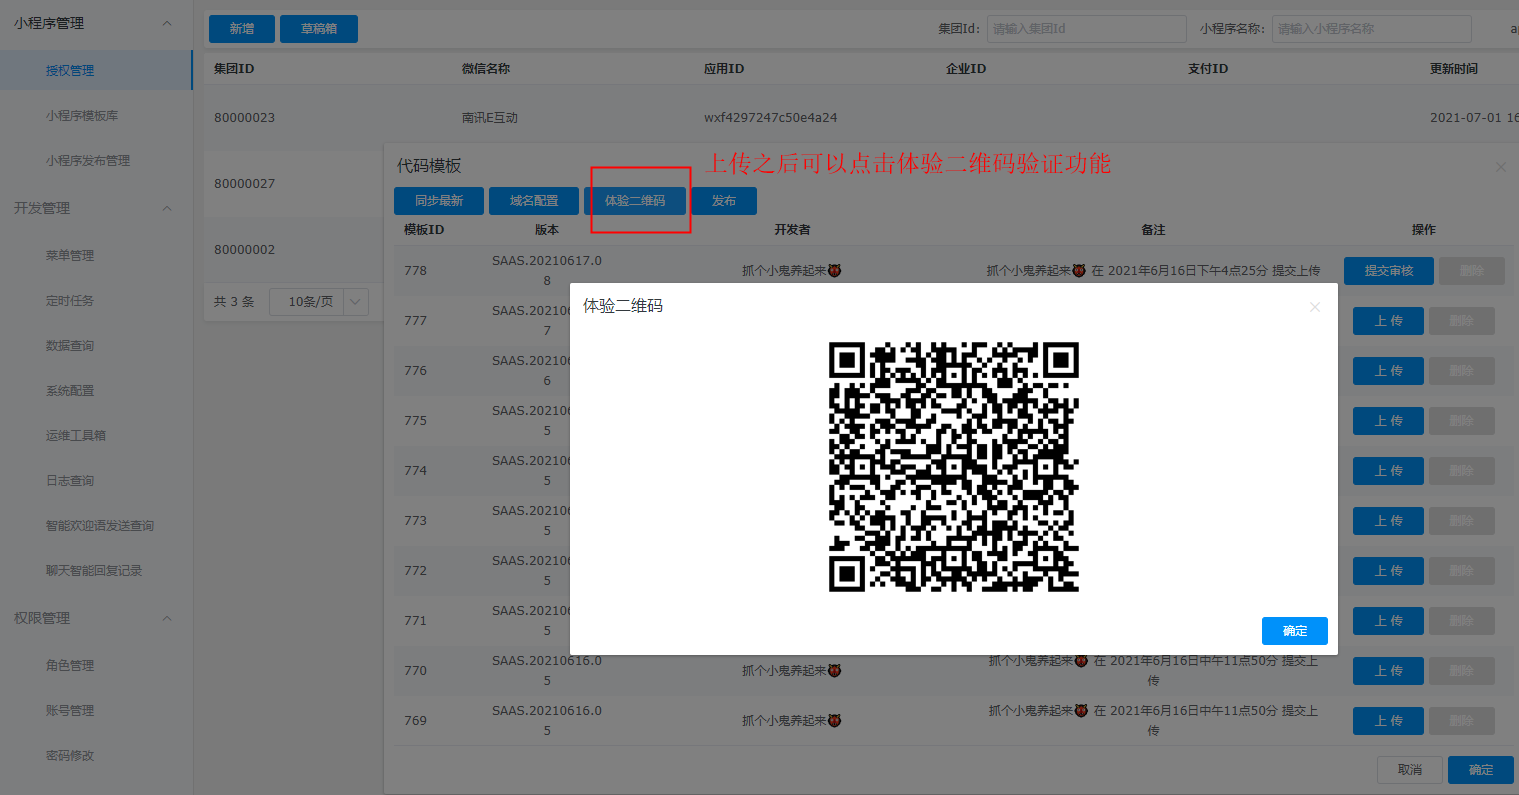 小程序管理
授权管理
小程序模板库
小程序发布管理
开发管理
菜单管理
定时任务
数据查询
系统配置
运维工具箱
日志查询
智能欢迎语发送查询
聊天智能回复记录
权限管理
角色管理
账号管理
密码修改
新增 草稿箱 集团Id: 请输入集团Id 小程序名称: 请输入小程序名称
集团ID 微信名称 应用ID 企业ID 支付ID 更新时间
80000023 南讯E互动 wxf4297247c50e4a24 2021-07-01 16
80000027
80000002
共 3 条 10条/页
代码模板 上传之后可以点击体验二维码验证功能
同步最新 域名配置 体验二维码 发布
模板ID 版本 开发者 备注 操作
778 SAAS.20210617.0 抓个小鬼养起来👹 抓个小鬼养起来👹 在 2021年6月16日下午4点25分 提交上传 提交审核 删除
8
体验二维码
777 SAAS.20210 上 传 删除
7
776 SAAS.20210 上 传 删除
6
775 SAAS.20210 上 传 删除
5
774 SAAS.20210 上 传 删除
5
773 SAAS.20210 上 传 删除
5
772 SAAS.20210 上 传 删除
5
771 SAAS.20210 上 传 删除
5
确定
770 SAAS.20210616.0 抓个小鬼养起来👹 抓个小鬼养起来👹 在 2021年6月16日中午11点50分 提交上 上 传 删除
5 传
769 SAAS.20210616.0 抓个小鬼养起来👹 抓个小鬼养起来👹 在 2021年6月16日中午11点50分 提交上 上 传 删除
5 传
取消 确定